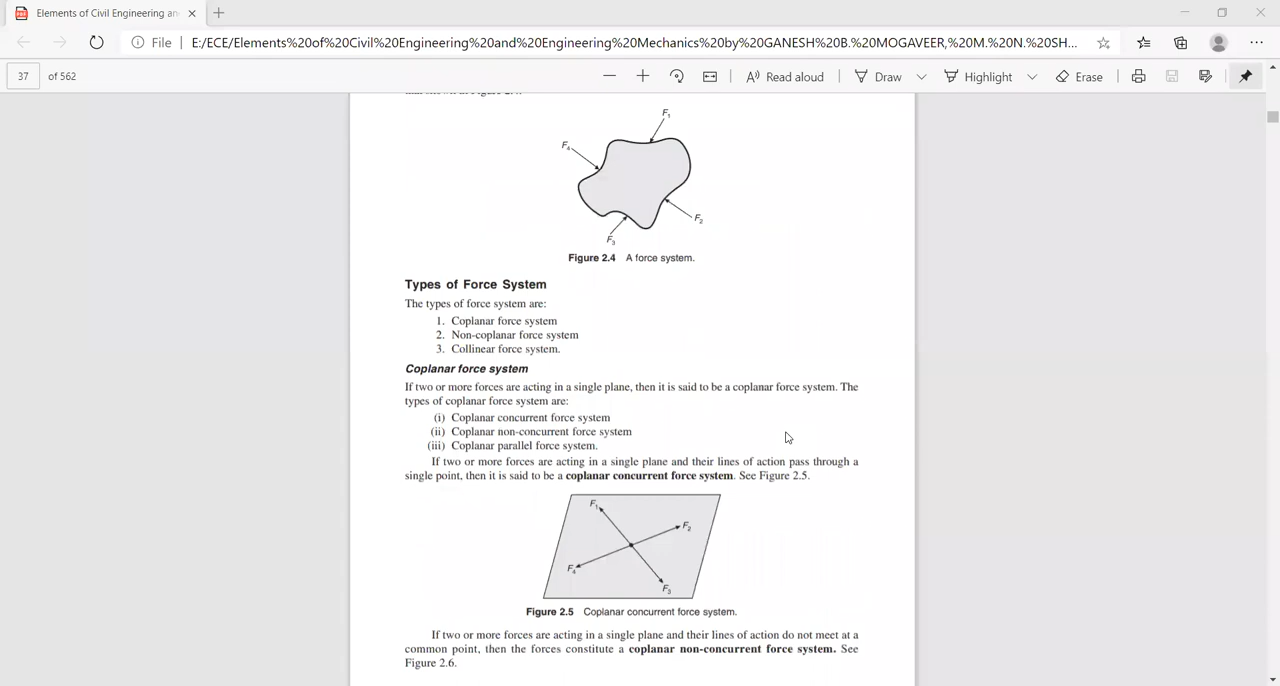 Elements of Civil Engineering an
File E:/ECE/Elements%20of%20Civil%20Engineering%20and%20Engineering%20Mechanics%20by%20GANESH%20B.%20MOGAVEER,%20M.%20N.%20SH...
37 of 562 Read aloud Draw Highlight Erase
F1
F4
F2
F3
Figure 2.4 A force system.
Types of Force System
The types of force system are:
1. Coplanar force system
2. Non-coplanar force system
3. Collinear force system.
Coplanar force system
If two or more forces are acting in a single plane, then it is said to be a coplanar force system. The
types of coplanar force system are:
(i) Coplanar concurrent force system
(ii) Coplanar non-concurrent force system
(iii) Coplanar parallel force system.
If two or more forces are acting in a single plane and their lines of action pass through a
single point, then it is said to be a coplanar concurrent force system. See Figure 2.5.
F1
F2
F4
F3
Figure 2.5 Coplanar concurrent force system.
If two or more forces are acting in a single plane and their lines of action do not meet at a
common point, then the forces constitute a coplanar non-concurrent force system. See
Figure 2.6.